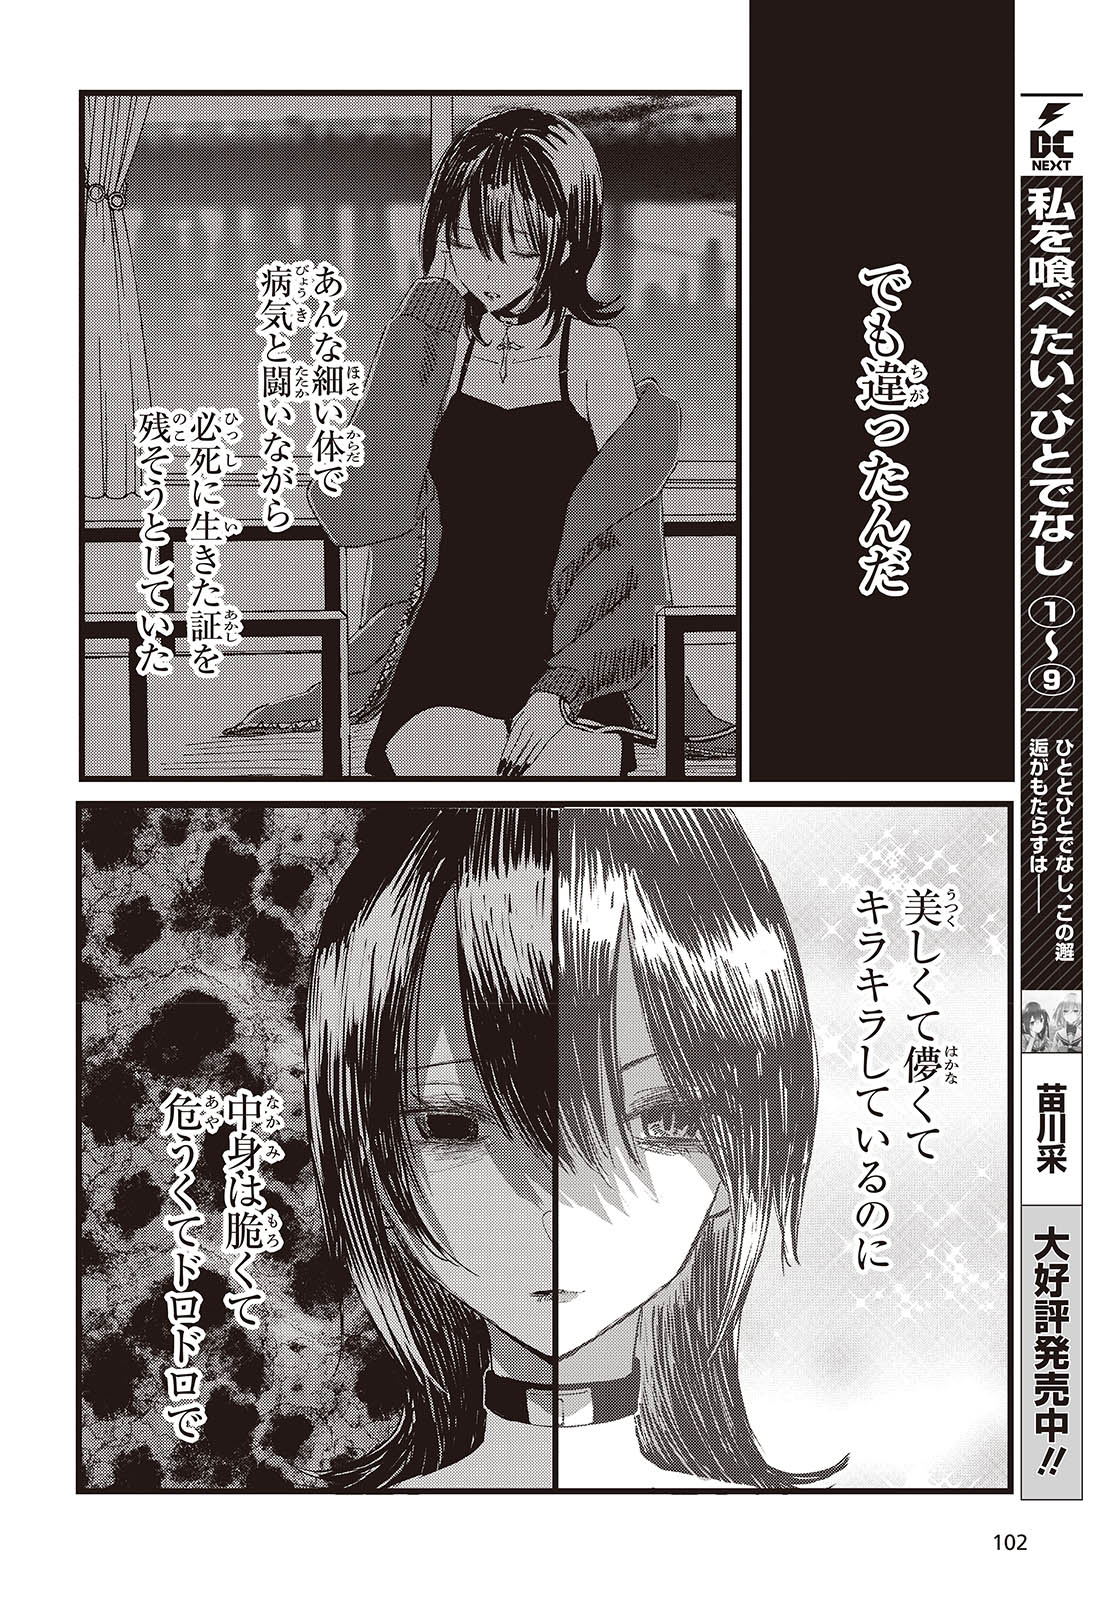 でも違ったんだ
あんな細い体で
病気と闘いながら
必死に生きた証を
残そうとしていた
美しくて儚くて
キラキラしているのに
中身は脆くて
危うくてドロドロで
DC
NEXT
私を喰べたい、ひとでなし ①〜⑨
ひととひとでなし、この邂
逅がもたらすは――
苗川采
大好評発売中!!
102